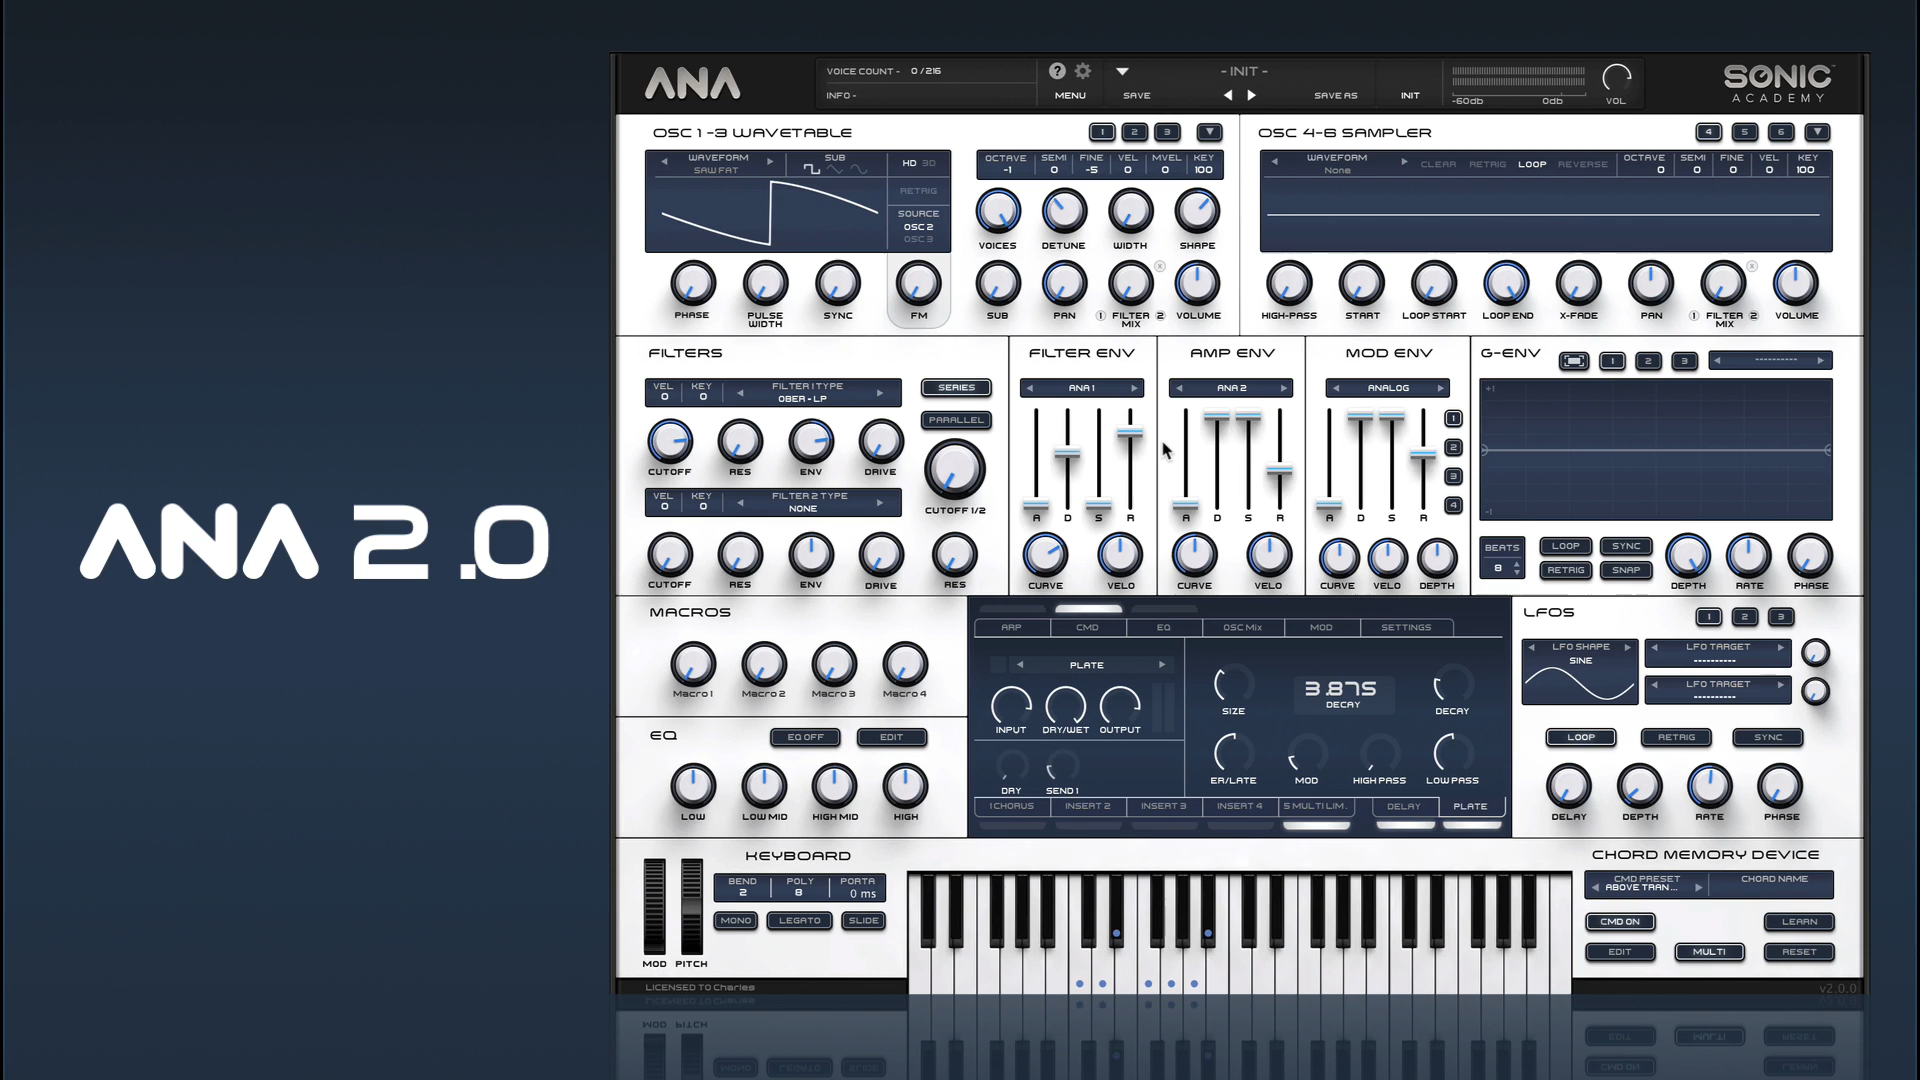 ANA 2.0
ANA
VOICE COUNT - 0 / 216
INFO -
MENU
SAVE
- INIT -
SAVE AS
INIT
-60db 0db
VOL
SONIC
ACADEMY
OSC 1-3 WAVETABLE
1 2 3
WAVEFORM
SAW FAT
SUB
HD 3D
RETRIG
SOURCE
OSC 2
OSC 3
OCTAVE SEMI FINE VEL MVEL KEY
-1 0 -5 0 0 100
VOICES DETUNE WIDTH SHAPE
PHASE PULSE WIDTH SYNC FM SUB PAN 1 FILTER MIX 2 VOLUME
OSC 4-6 SAMPLER
4 5 6
WAVEFORM
None
CLEAR RETRIG LOOP REVERSE
OCTAVE SEMI FINE VEL KEY
0 0 0 0 100
HIGH-PASS START LOOP START LOOP END X-FADE PAN 1 FILTER MIX 2 VOLUME
FILTERS
VEL KEY FILTER 1 TYPE
0 0 OBER - LP
SERIES
PARALLEL
CUTOFF RES ENV DRIVE
VEL KEY FILTER 2 TYPE
0 0 NONE
CUTOFF 1/2
CUTOFF RES ENV DRIVE RES
FILTER ENV
ANA 1
A D S R
CURVE VELO
AMP ENV
ANA 2
A D S R
CURVE VELO
MOD ENV
ANALOG
1
2
3
4
A D S R
CURVE VELO DEPTH
G-ENV
1 2 3
----------
+1
-1
BEATS
8
LOOP SYNC
RETRIG SNAP
DEPTH RATE PHASE
MACROS
Macro 1 Macro 2 Macro 3 Macro 4
EQ
EQ OFF EDIT
LOW LOW MID HIGH MID HIGH
ARP CMD EQ OSC Mix MOD SETTINGS
PLATE
INPUT DRY/WET OUTPUT
DRY SEND 1
SIZE
3.87S
DECAY
DECAY
ER/LATE MOD HIGH PASS LOW PASS
1 CHORUS INSERT 2 INSERT 3 INSERT 4 5 MULTI LIM. DELAY PLATE
LFOS
1 2 3
LFO SHAPE
SINE
LFO TARGET
----------
LFO TARGET
----------
LOOP RETRIG SYNC
DELAY DEPTH RATE PHASE
KEYBOARD
BEND POLY PORTA
2 8 0 ms
MONO LEGATO SLIDE
MOD PITCH
CHORD MEMORY DEVICE
CMD PRESET
ABOVE TRAN...
CHORD NAME
CMD ON LEARN
EDIT MULTI RESET
LICENSED TO Charles
v2.0.0